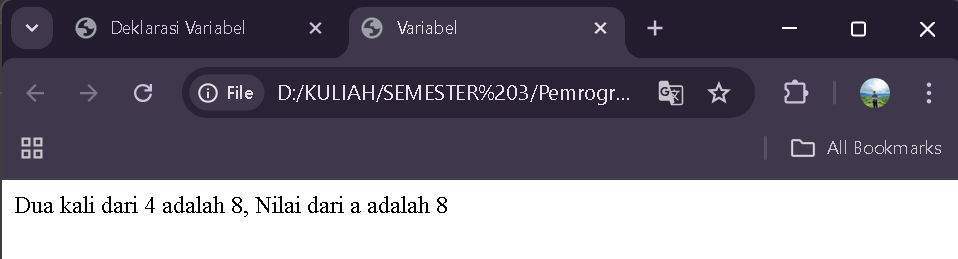 Deklarasi Variabel
Variabel
File
D:/KULIAH/SEMESTER%203/Pemrogr...
All Bookmarks
Dua kali dari 4 adalah 8, Nilai dari a adalah 8